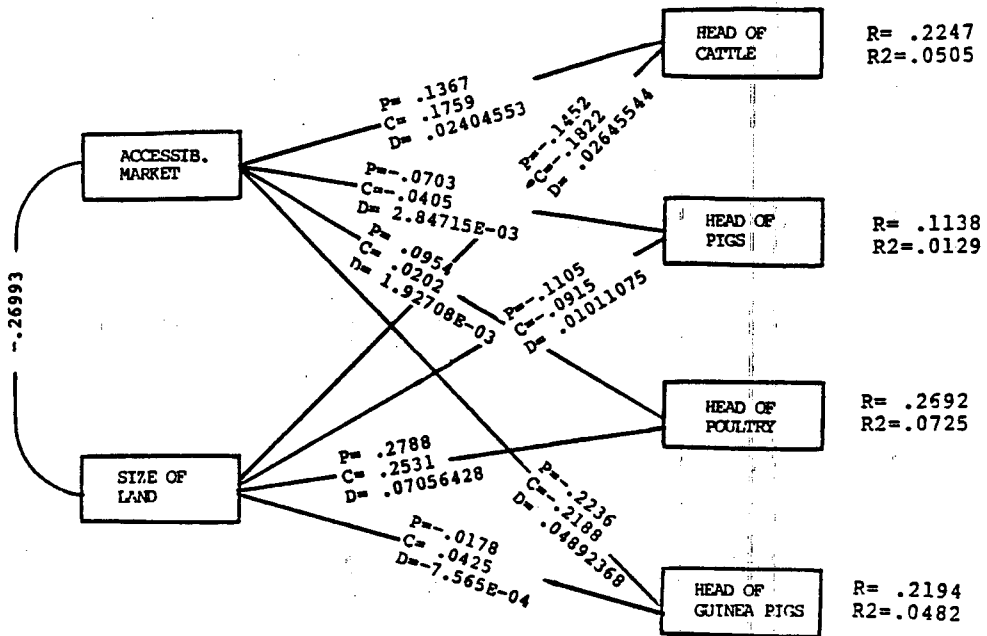 HEAD OF
CATTLE
R= .2247
R2=.0505
P= .1367
C= .1759
D= .02404553
P=-.1452
C=-.1822
D= .02645544
ACCESSIB.
MARKET
P=-.0703
C=-.0405
D= 2.84715E-03
HEAD OF
PIGS
R= .1138
R2=.0129
P= .0954
C= .0202
D= 1.92708E-03
P=-.1105
C=-.0915
D= .01011075
-.26993
HEAD OF
POULTRY
R= .2692
R2=.0725
SIZE OF
LAND
P= .2788
C= .2531
D= .07056428
P=-.2236
C=-.2188
D= .04892368
P=-.0178
C= .0425
D=-7.565E-04
HEAD OF
GUINEA PIGS
R= .2194
R2=.0482